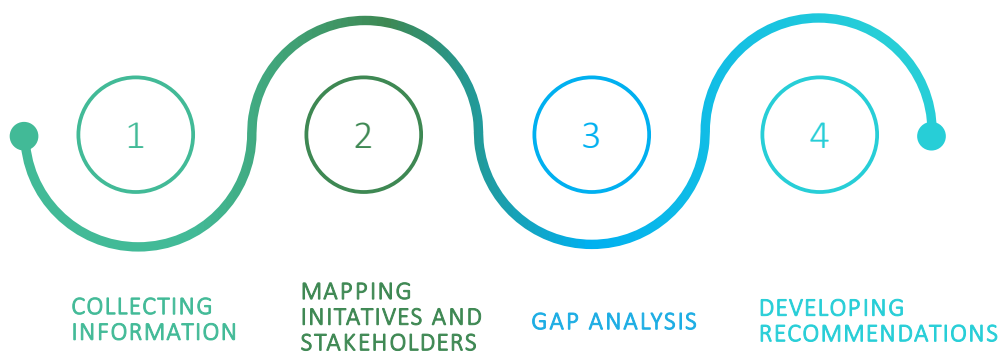 1
2
3
4
COLLECTING
INFORMATION
MAPPING
INITATIVES AND
STAKEHOLDERS
GAP ANALYSIS
DEVELOPING
RECOMMENDATIONS